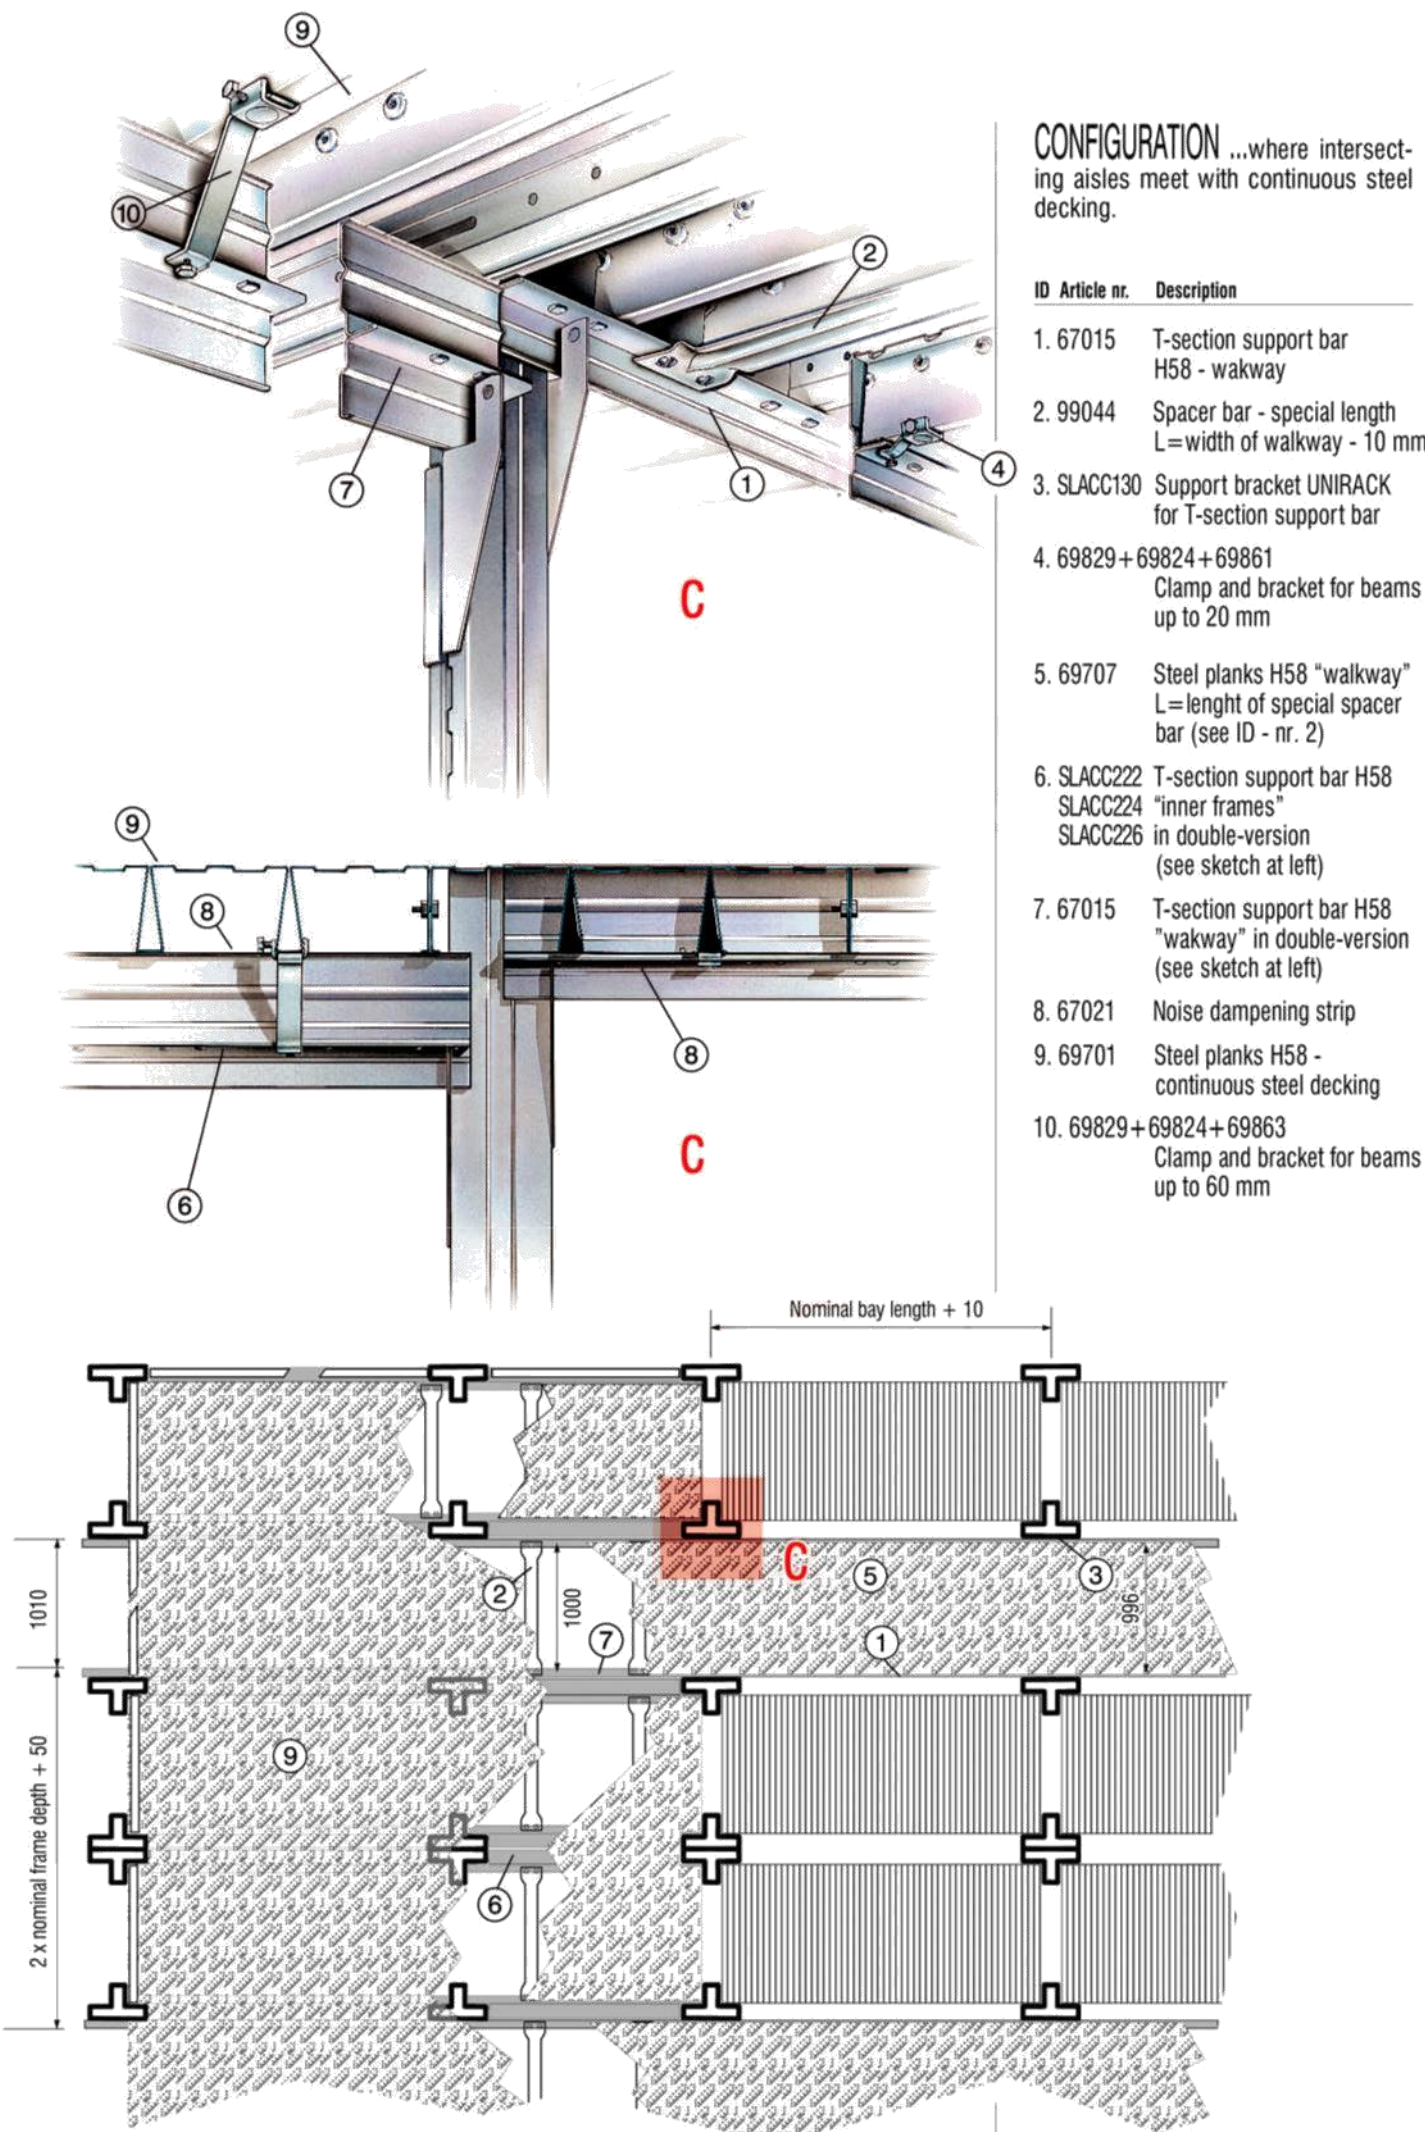 9
10
2
7
1
4
C
CONFIGURATION ...where intersect-
ing aisles meet with continuous steel
decking.
ID Article nr. Description
1. 67015 T-section support bar
H58 - wakway
2. 99044 Spacer bar - special length
L=width of walkway - 10 mm
3. SLACC130 Support bracket UNIRACK
for T-section support bar
4. 69829+69824+69861
Clamp and bracket for beams
up to 20 mm
5. 69707 Steel planks H58 “walkway”
L=lenght of special spacer
bar (see ID - nr. 2)
6. SLACC222 T-section support bar H58
SLACC224 “inner frames”
SLACC226 in double-version
(see sketch at left)
7. 67015 T-section support bar H58
"wakway” in double-version
(see sketch at left)
8. 67021 Noise dampening strip
9. 69701 Steel planks H58 -
continuous steel decking
10. 69829+69824+69863
Clamp and bracket for beams
up to 60 mm
9
8
8
6
C
Nominal bay length + 10
C
1010
2
1000
5
3
996
7
1
2 x nominal frame depth + 50
9
6